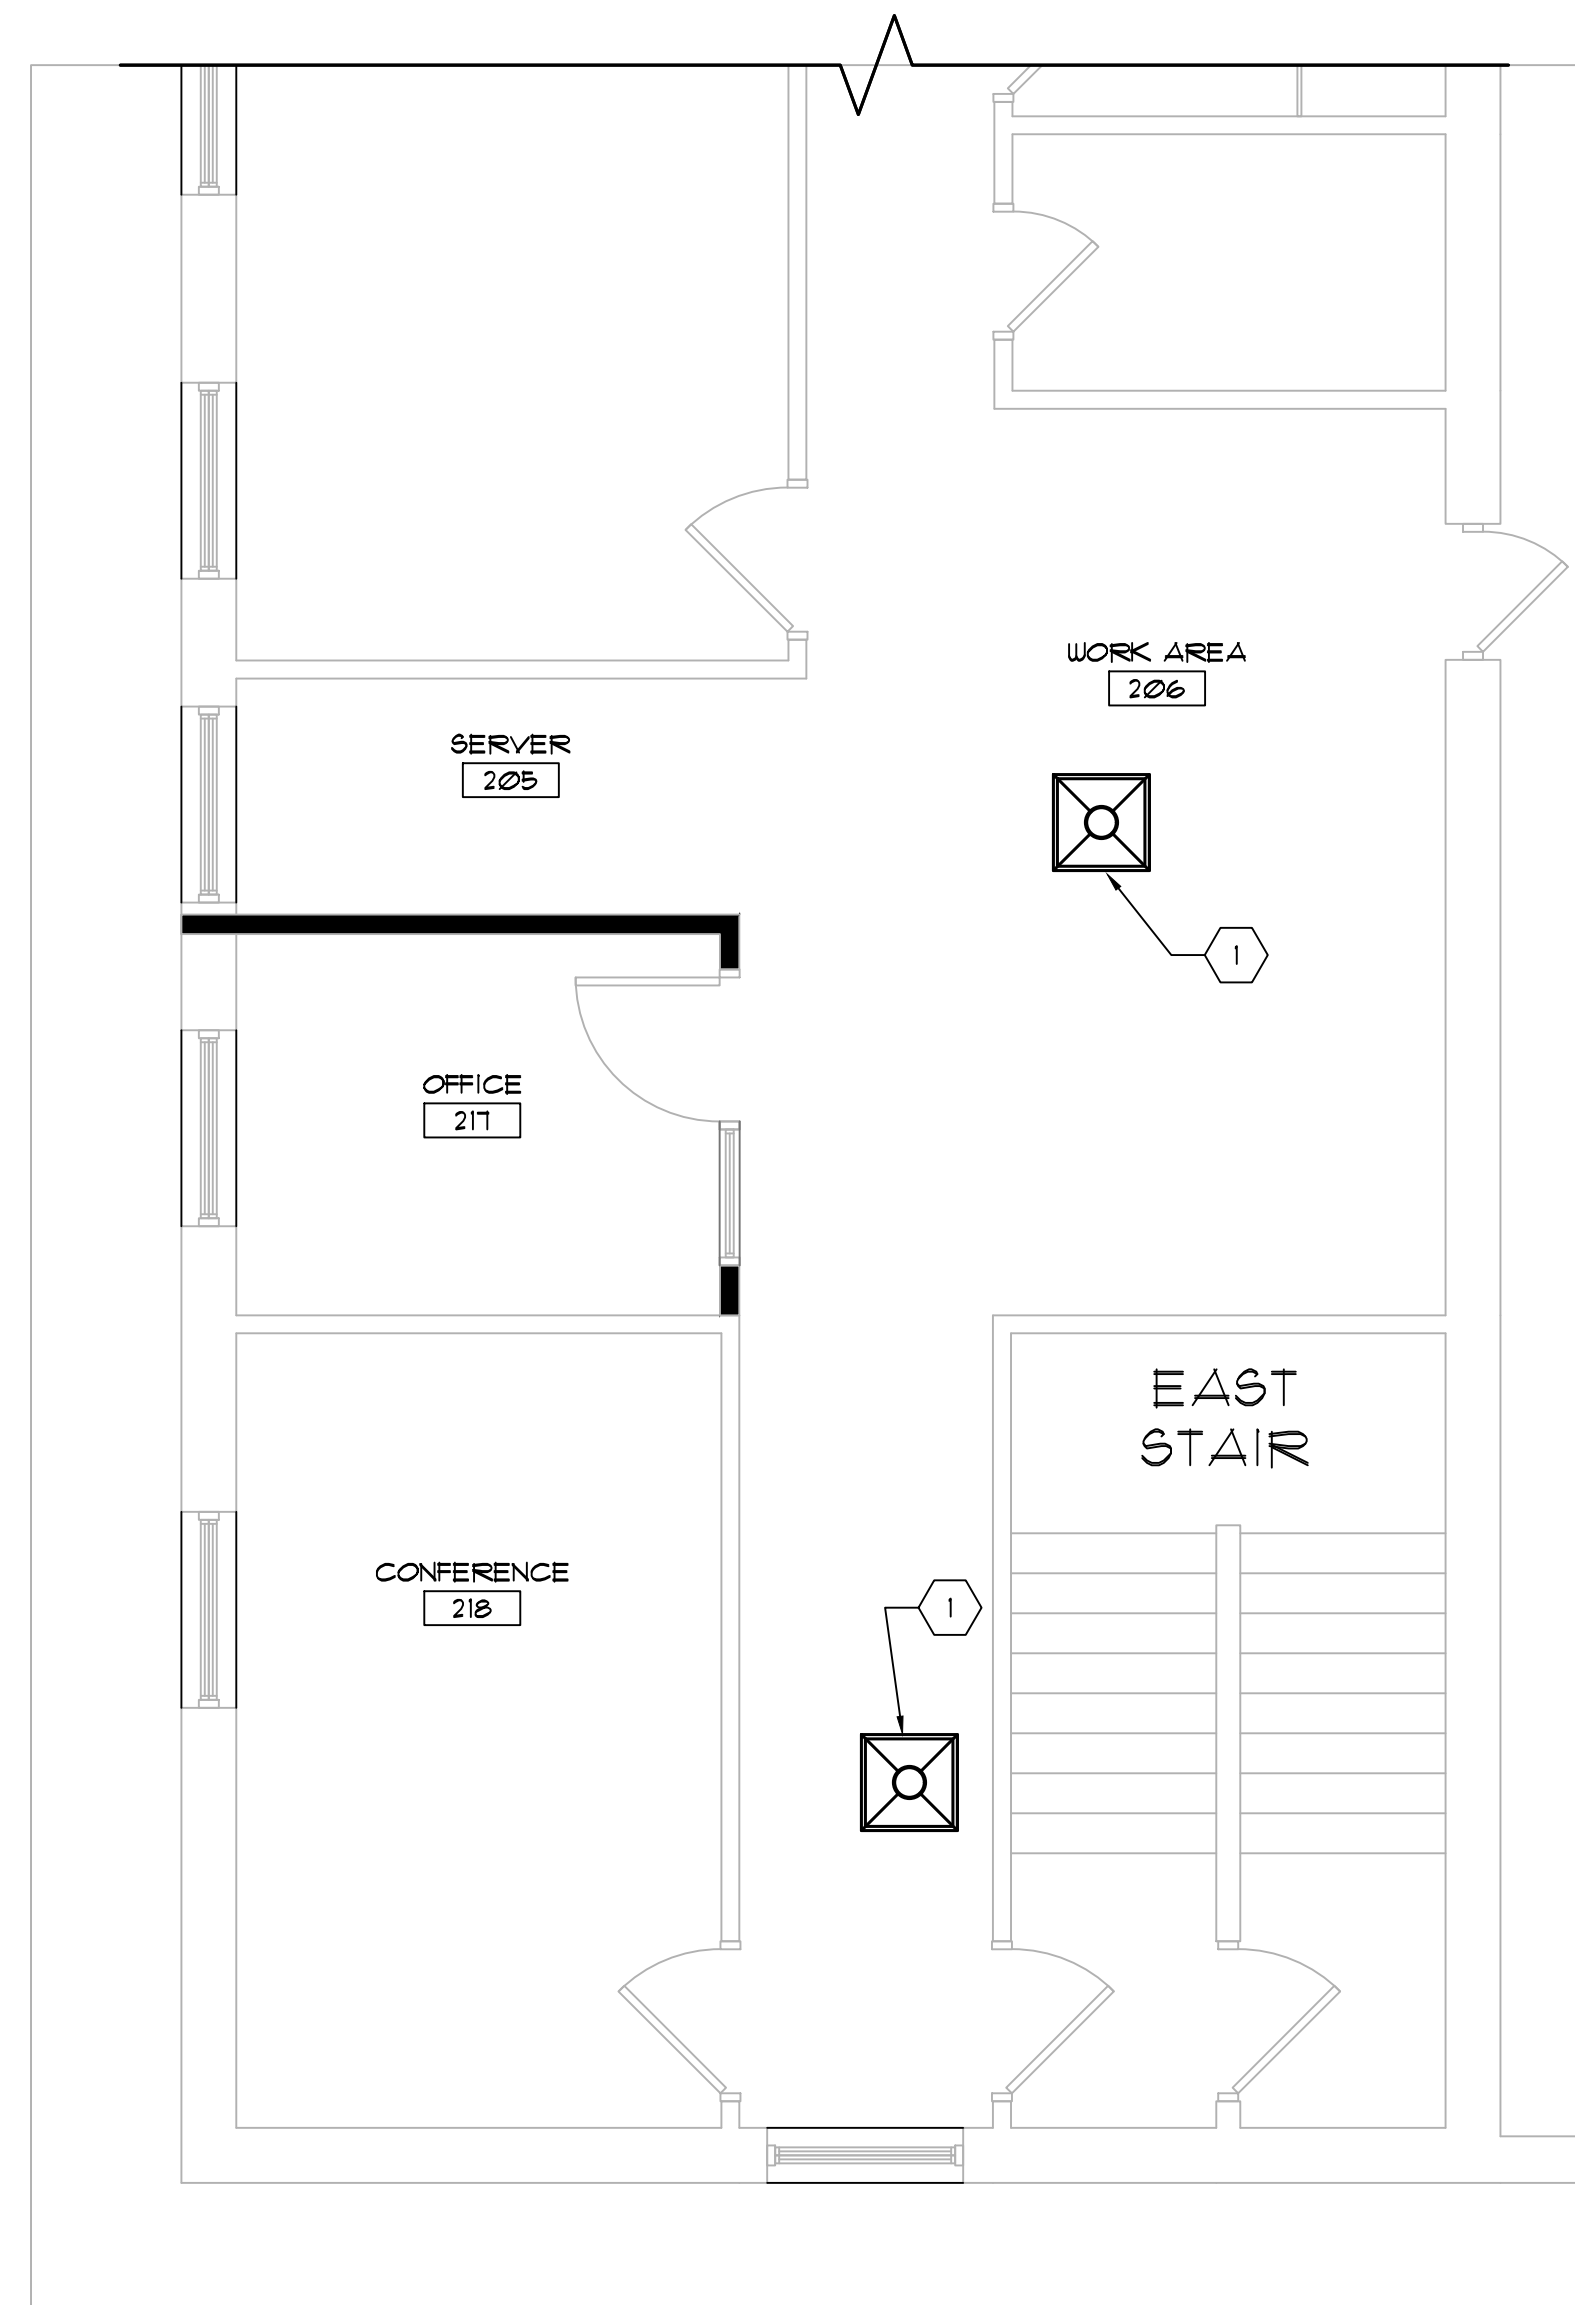 WORK AREA
206
SERVER
205
1
OFFICE
217
EAST
STAIR
CONFERENCE
218
1